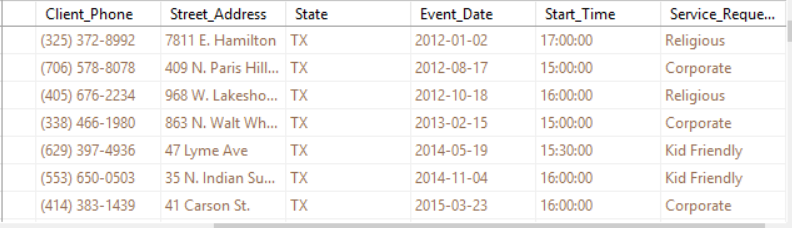 Client_Phone Street_Address State Event_Date Start_Time Service_Reque...
(325) 372-8992 7811 E. Hamilton TX 2012-01-02 17:00:00 Religious
(706) 578-8078 409 N. Paris Hill... TX 2012-08-17 15:00:00 Corporate
(405) 676-2234 968 W. Lakesho... TX 2012-10-18 16:00:00 Religious
(338) 466-1980 863 N. Walt Wh... TX 2013-02-15 15:00:00 Corporate
(629) 397-4936 47 Lyme Ave TX 2014-05-19 15:30:00 Kid Friendly
(553) 650-0503 35 N. Indian Su... TX 2014-11-04 16:00:00 Kid Friendly
(414) 383-1439 41 Carson St. TX 2015-03-23 16:00:00 Corporate